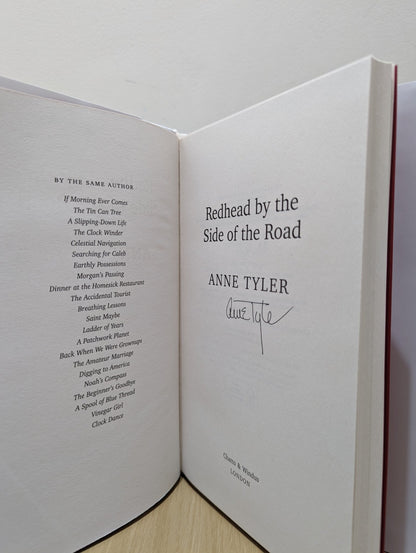 BY THE SAME AUTHOR
If Morning Ever Comes
The Tin Can Tree
A Slipping-Down Life
The Clock Winder
Celestial Navigation
Searching for Caleb
Earthly Possessions
Morgan's Passing
Dinner at the Homesick Restaurant
The Accidental Tourist
Breathing Lessons
Saint Maybe
Ladder of Years
A Patchwork Planet
Back When We Were Grownups
The Amateur Marriage
Digging to America
Noah's Compass
The Beginner's Goodbye
A Spool of Blue Thread
Vinegar Girl
Clock Dance
Redhead by the
Side of the Road
ANNE TYLER
Anne Tyler
Chatto & Windus
LONDON